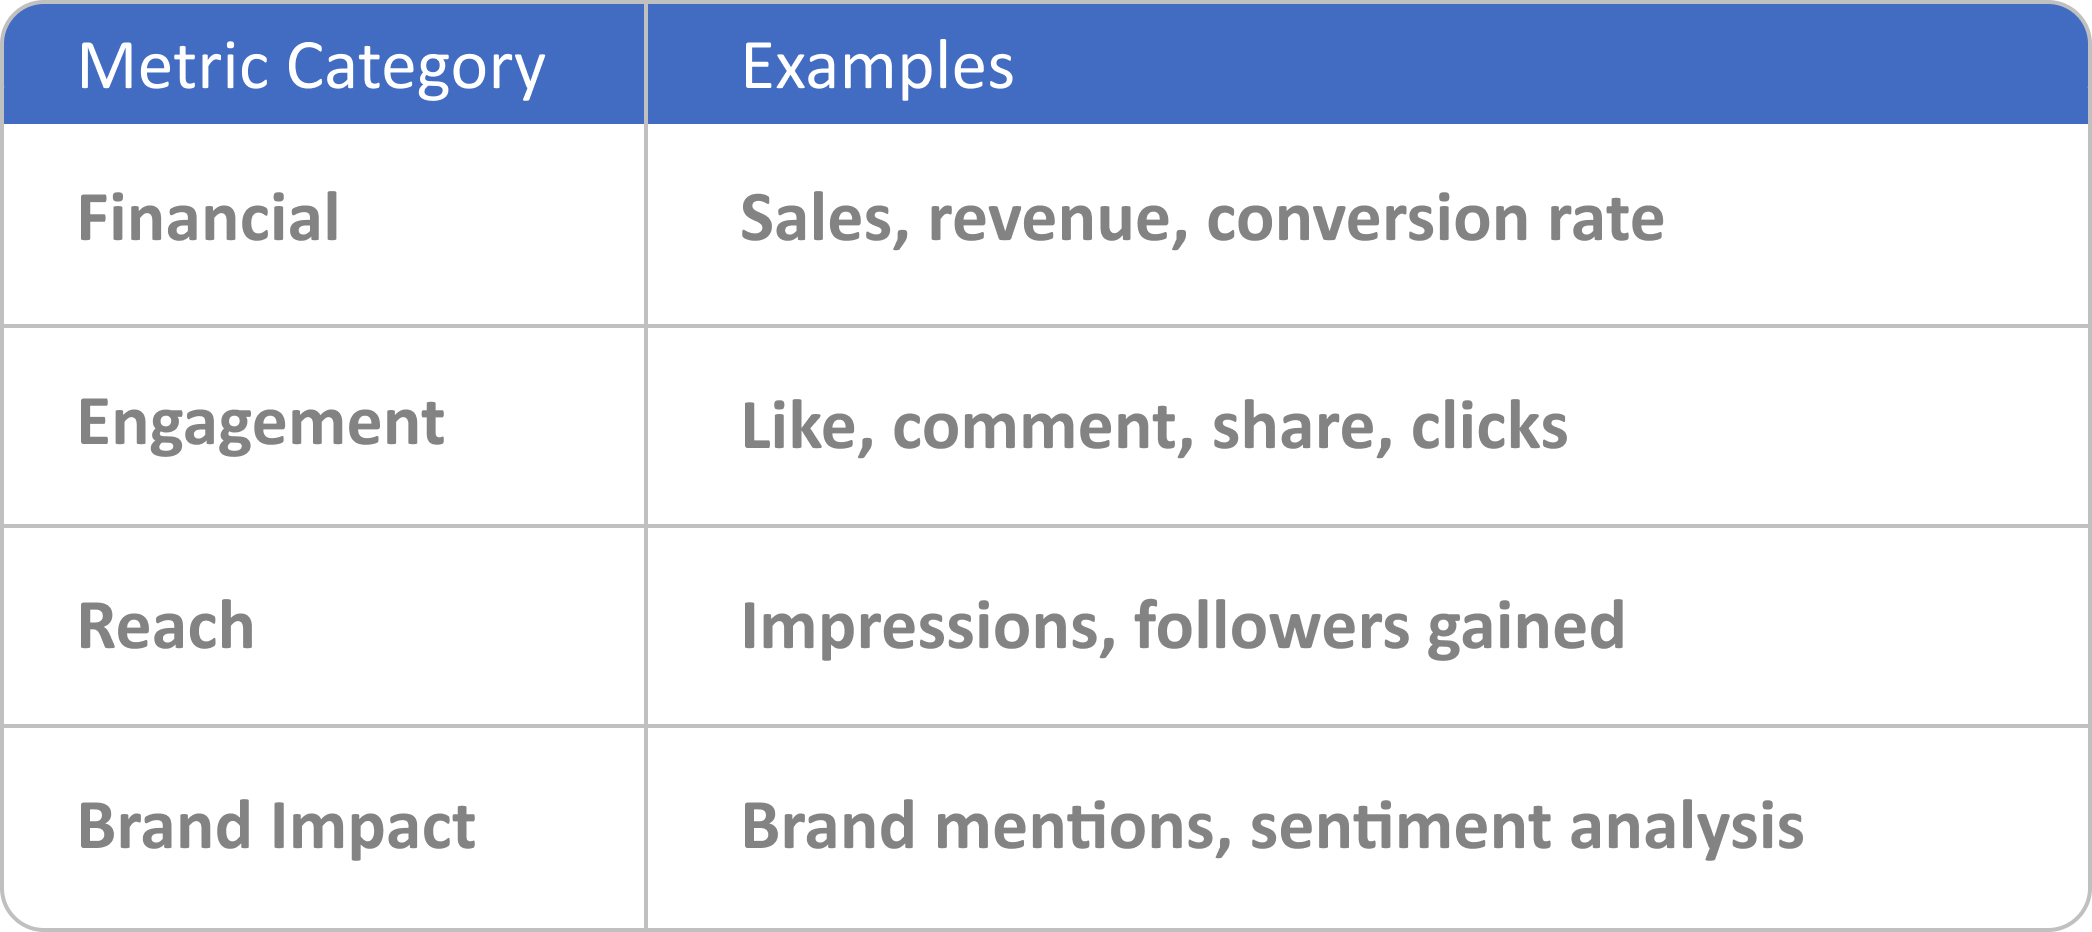 Metric Category Examples
Financial Sales, revenue, conversion rate
Engagement Like, comment, share, clicks
Reach Impressions, followers gained
Brand Impact Brand mentions, sentiment analysis